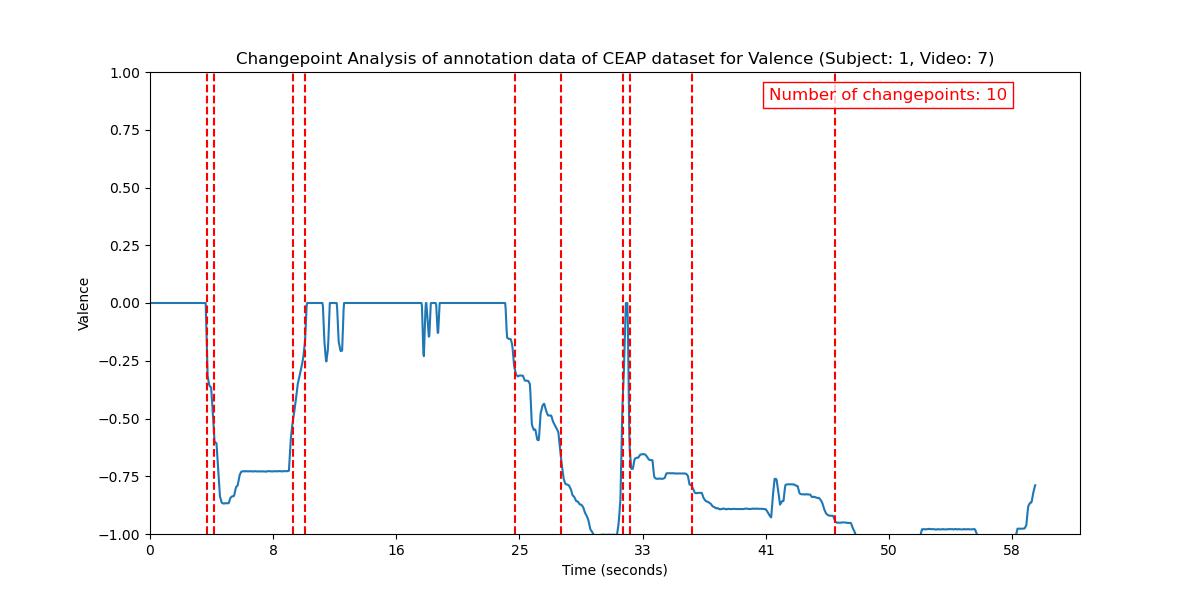 Changepoint Analysis of annotation data of CEAP dataset for Valence (Subject: 1, Video: 7)
1.00
Number of changepoints: 10
0.75
0.50
0.25
0.00
Valence
−0.25
−0.50
−0.75
−1.00
0 8 16 25 33 41 50 58
Time (seconds)